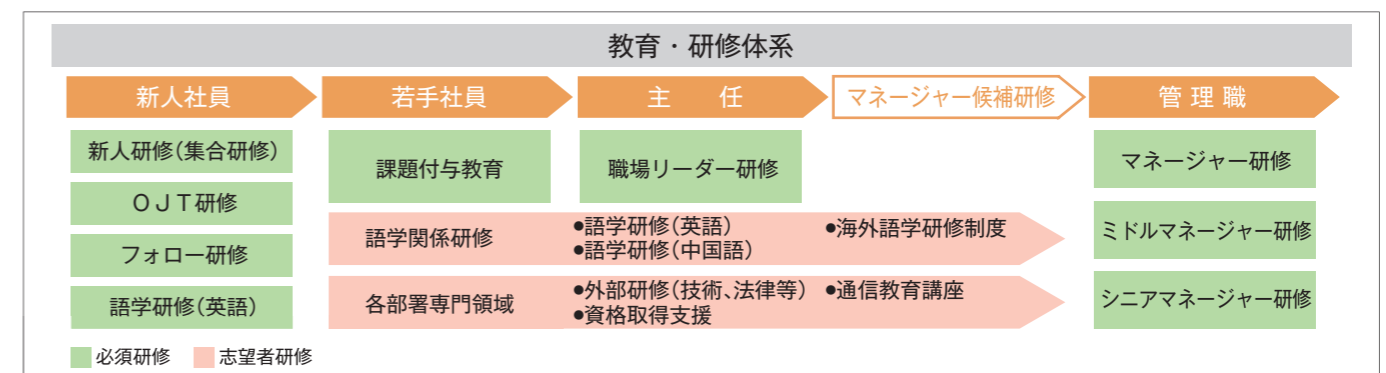 教育・研修体系
新人社員
若手社員
主　任
マネージャー候補研修
管理職
新人研修（集合研修）
ＯＪＴ研修
フォロー研修
語学研修（英語）
課題付与教育
職場リーダー研修
語学関係研修
●語学研修（英語）
●語学研修（中国語）
●海外語学研修制度
各部署専門領域
●外部研修（技術、法律等）
●資格取得支援
●通信教育講座
マネージャー研修
ミドルマネージャー研修
シニアマネージャー研修
必須研修
志望者研修